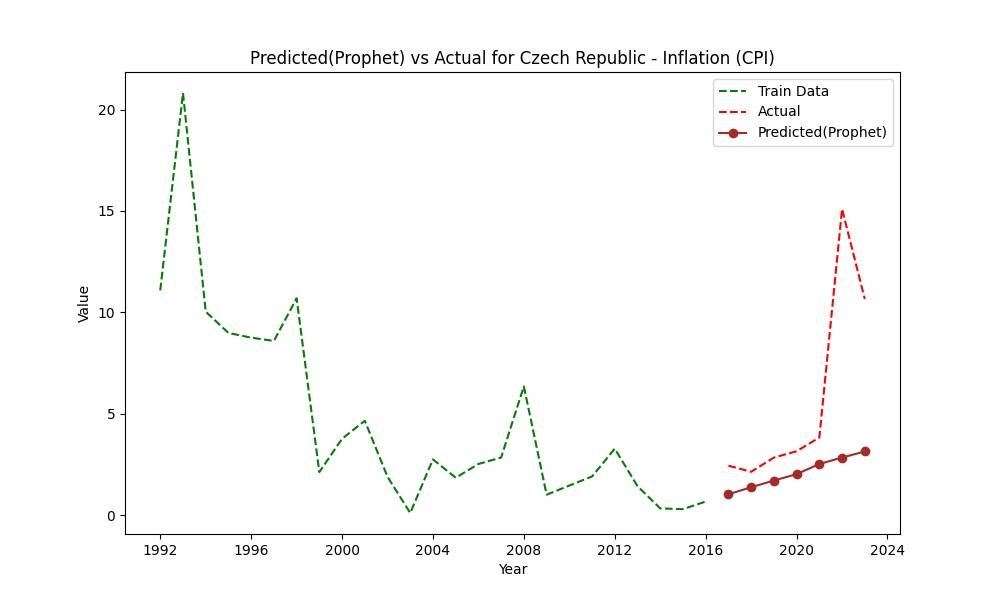 Predicted(Prophet) vs Actual for Czech Republic - Inflation (CPI)
Train Data
Actual
Predicted(Prophet)
20
15
10
5
0
Value
1992 1996 2000 2004 2008 2012 2016 2020 2024
Year